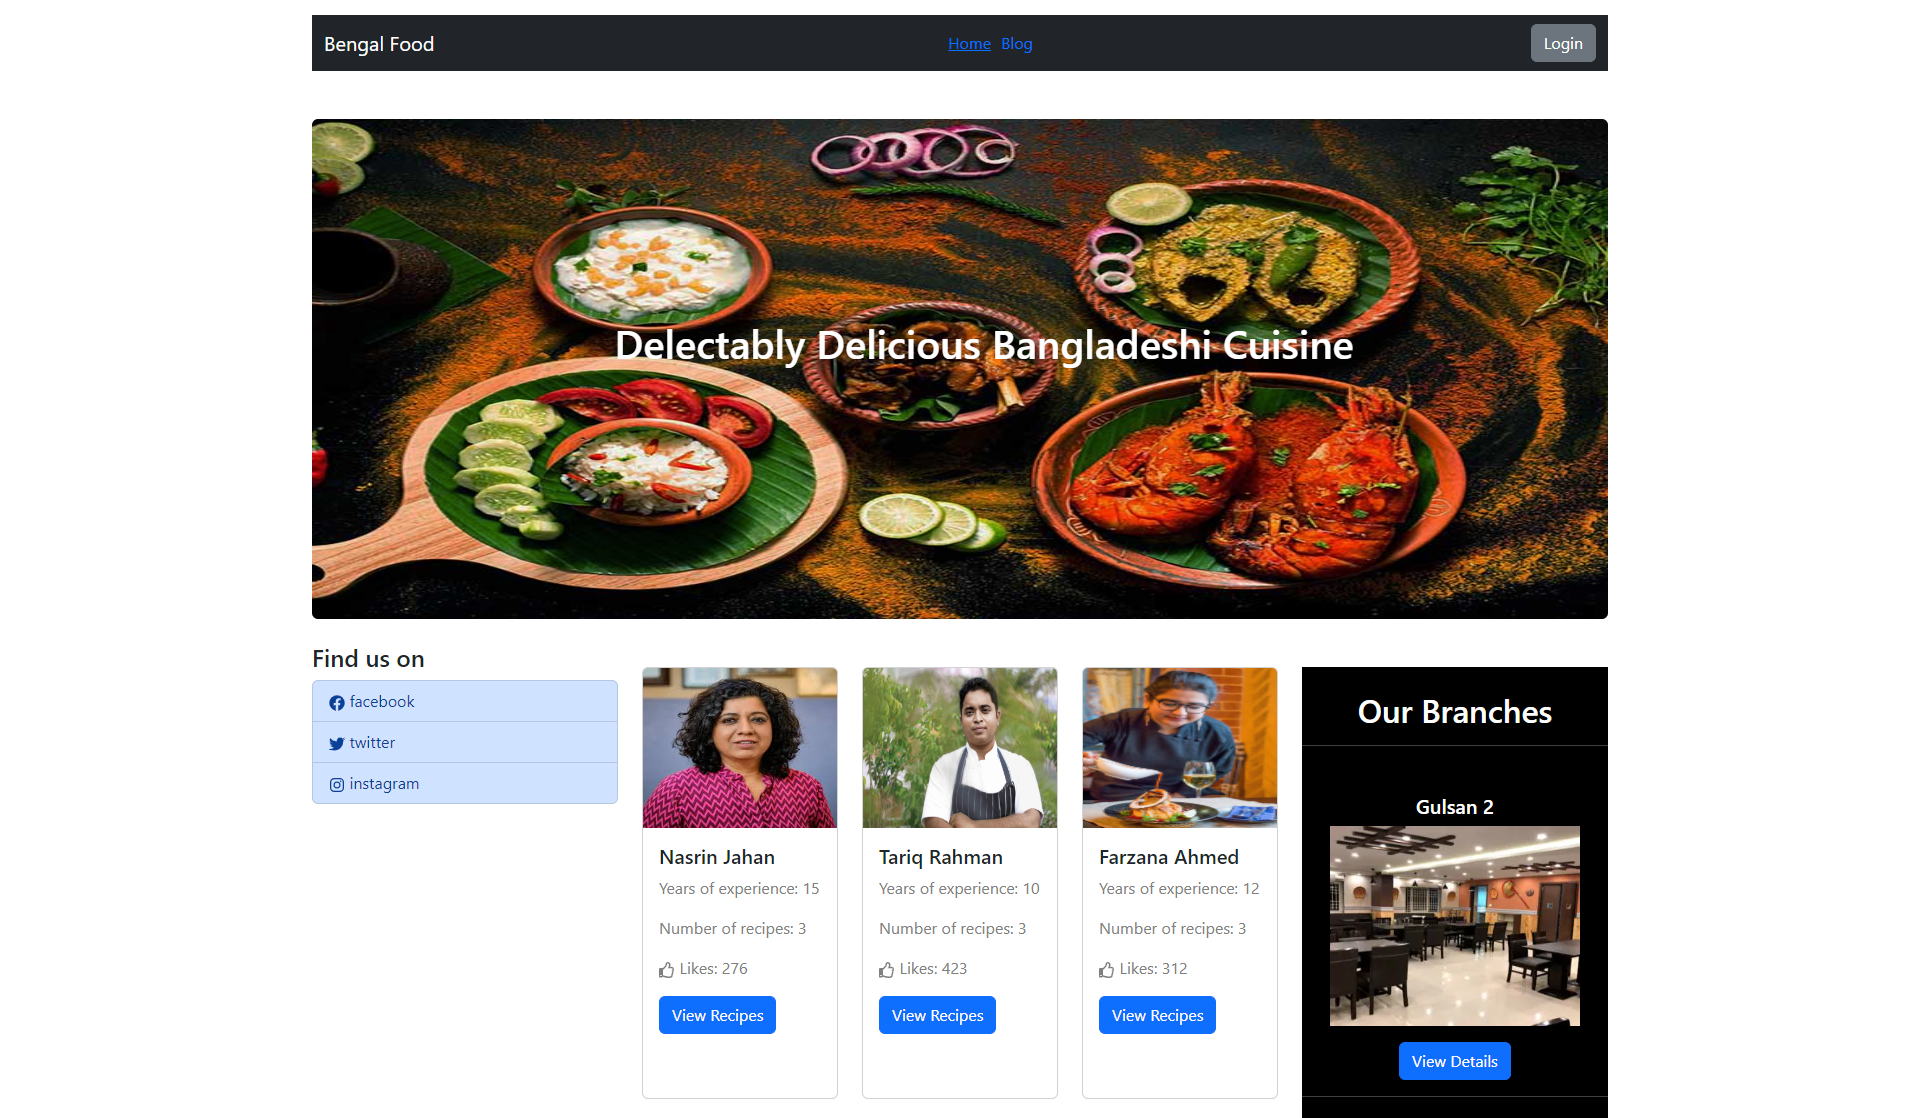 Bengal Food
Home Blog
Login
Delectably Delicious Bangladeshi Cuisine
Find us on
facebook
twitter
instagram
Nasrin Jahan
Years of experience: 15
Number of recipes: 3
Likes: 276
View Recipes
Tariq Rahman
Years of experience: 10
Number of recipes: 3
Likes: 423
View Recipes
Farzana Ahmed
Years of experience: 12
Number of recipes: 3
Likes: 312
View Recipes
Our Branches
Gulsan 2
View Details